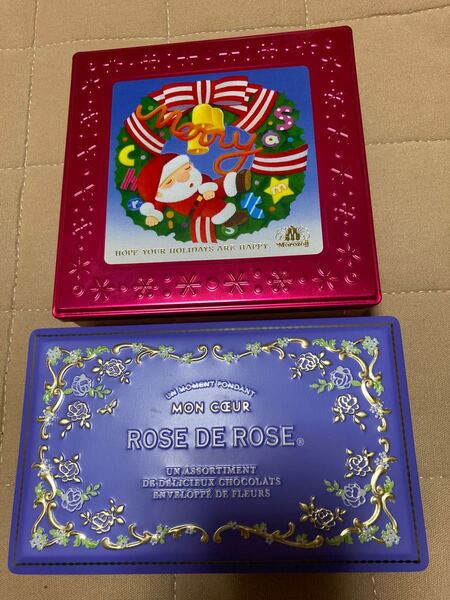 Merry
HOPE YOUR HOLIDAYS ARE HAPPY.
Morozoff
UN MOMENT FONDANT
MON CŒUR
ROSE DE ROSE®
UN ASSORTIMENT
DE DÉLICIEUX CHOCOLATS
ENVELOPPÉ DE FLEURS